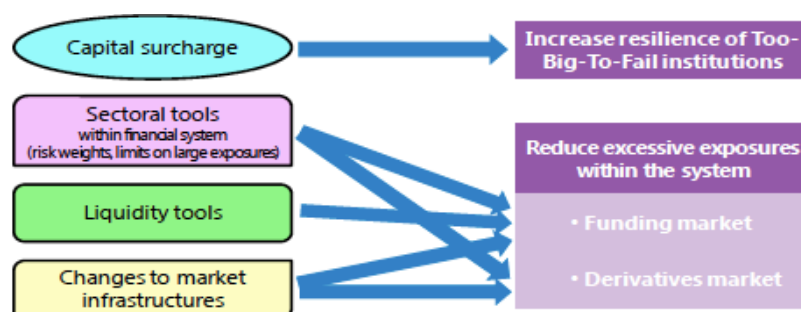 Capital surcharge
Increase resilience of Too-
Big-To-Fail institutions
Sectoral tools
within financial system
(risk weights, limits on large exposures)
Reduce excessive exposures
within the system
Liquidity tools
• Funding market
Changes to market
infrastructures
• Derivatives market